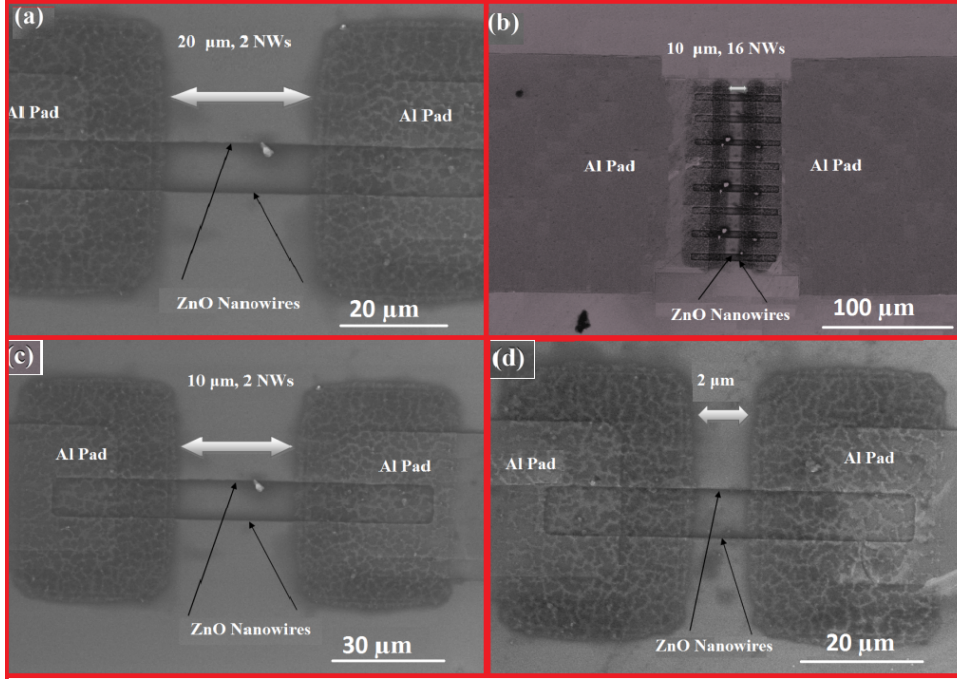 (a)
20 µm, 2 NWs
Al Pad
Al Pad
ZnO Nanowires
20 µm
(b)
10 µm, 16 NWs
Al Pad
Al Pad
ZnO Nanowires
100 µm
(c)
10 µm, 2 NWs
Al Pad
Al Pad
ZnO Nanowires
30 µm
(d)
2 µm
Al Pad
Al Pad
ZnO Nanowires
20 µm